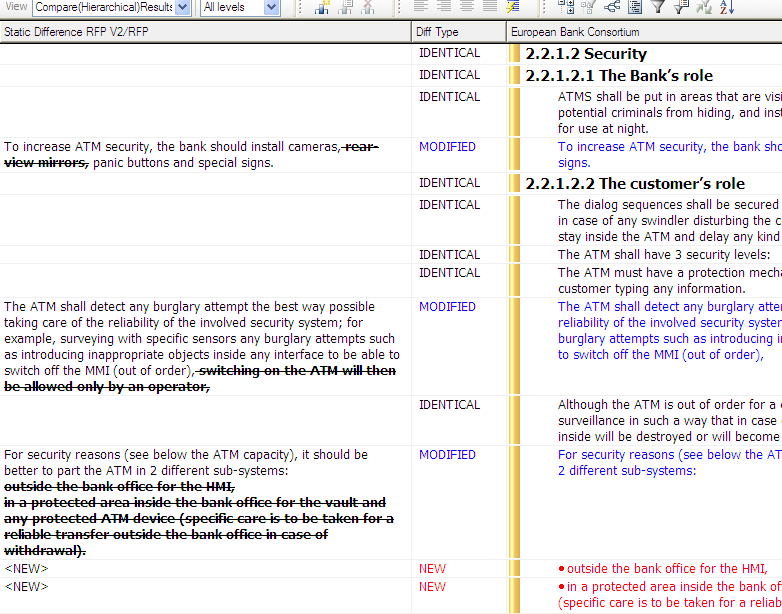 View Compare(Hierarchical)Results All levels
Static Difference RFP V2/RFP Diff Type European Bank Consortium
IDENTICAL 2.2.1.2 Security
IDENTICAL 2.2.1.2.1 The Bank's role
IDENTICAL ATMS shall be put in areas that are
potential criminals from hiding, and
for use at night.
To increase ATM security, the bank should install cameras, rear- MODIFIED To increase ATM security, the bank
view mirrors, panic buttons and special signs. signs.
IDENTICAL 2.2.1.2.2 The customer's role
IDENTICAL The dialog sequences shall be secured
in case of any swindler disturbing the
stay inside the ATM and delay any kind
IDENTICAL The ATM shall have 3 security levels:
IDENTICAL The ATM must have a protection
customer typing any information.
The ATM shall detect any burglary attempt the best way possible MODIFIED The ATM shall detect any burglary
taking care of the reliability of the involved security system; for reliability of the involved security
example, surveying with specific sensors any burglary attempts such burglary attempts such as introducing
as introducing inappropriate objects inside any interface to be able to to switch off the MMI (out of order),
switch off the MMI (out of order), switching on the ATM will then
be allowed only by an operator,
IDENTICAL Although the ATM is out of order for a
surveillance in such a way that in case
inside will be destroyed or will become
For security reasons (see below the ATM capacity), it should be MODIFIED For security reasons (see below the
better to part the ATM in 2 different sub-systems: 2 different sub-systems:
outside the bank office for the HMI,
in a protected area inside the bank office for the vault and
any protected ATM device (specific care is to be taken for a
reliable transfer outside the bank office in case of
withdrawal).
<NEW> NEW • outside the bank office for the HMI,
<NEW> NEW • in a protected area inside the bank
(specific care is to be taken for a